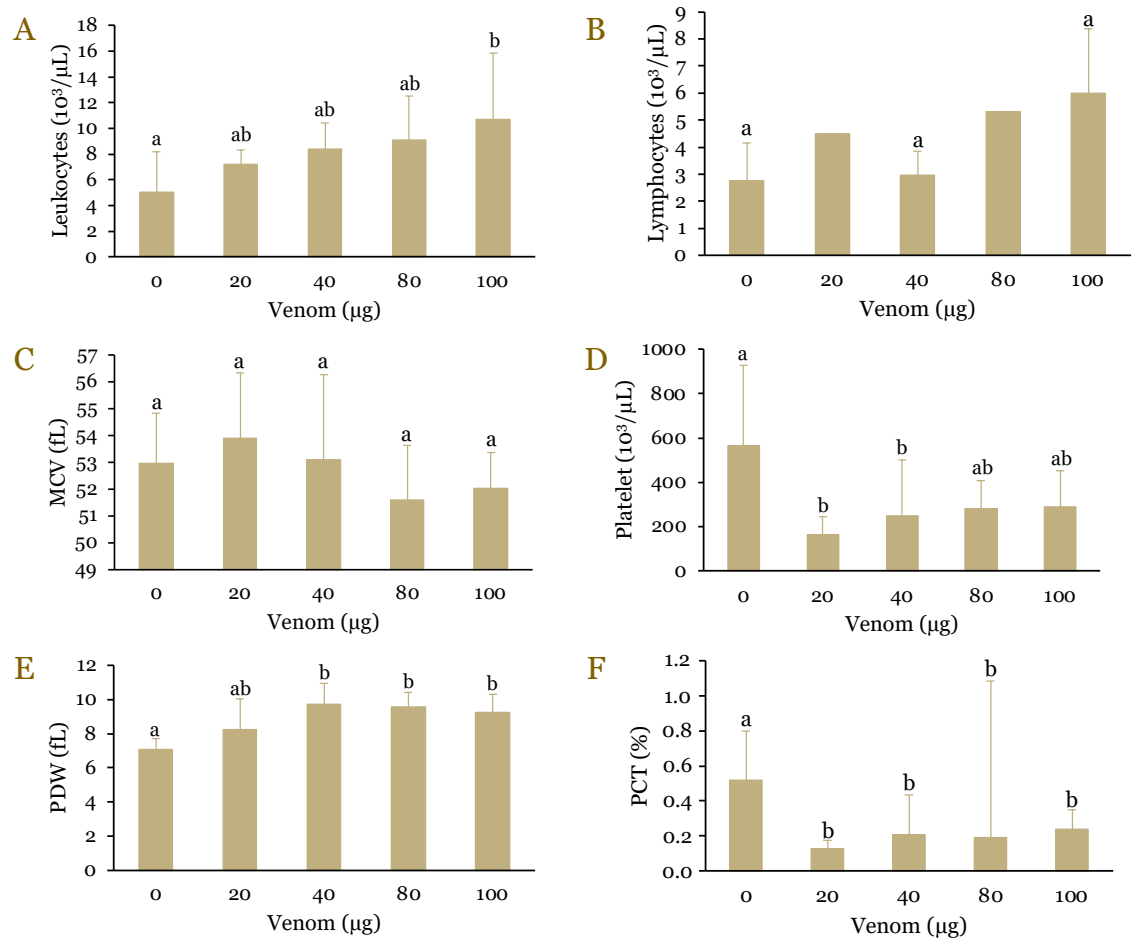 A
Leukocytes (10³/µL)
18
16
14
12
10
8
6
4
2
0
a
ab
ab
ab
b
0 20 40 80 100
Venom (µg)
B
Lymphocytes (10³/µL)
9
8
7
6
5
4
3
2
1
0
a
a
a
0 20 40 80 100
Venom (µg)
C
MCV (fL)
57
56
55
54
53
52
51
50
49
a
a
a
a
a
0 20 40 80 100
Venom (µg)
D
Platelet (10³/µL)
1000
800
600
400
200
0
a
b
b
ab
ab
0 20 40 80 100
Venom (µg)
E
PDW (fL)
12
10
8
6
4
2
0
a
ab
b
b
b
0 20 40 80 100
Venom (µg)
F
PCT (%)
1.2
1.0
0.8
0.6
0.4
0.2
0.0
a
b
b
b
b
0 20 40 80 100
Venom (µg)